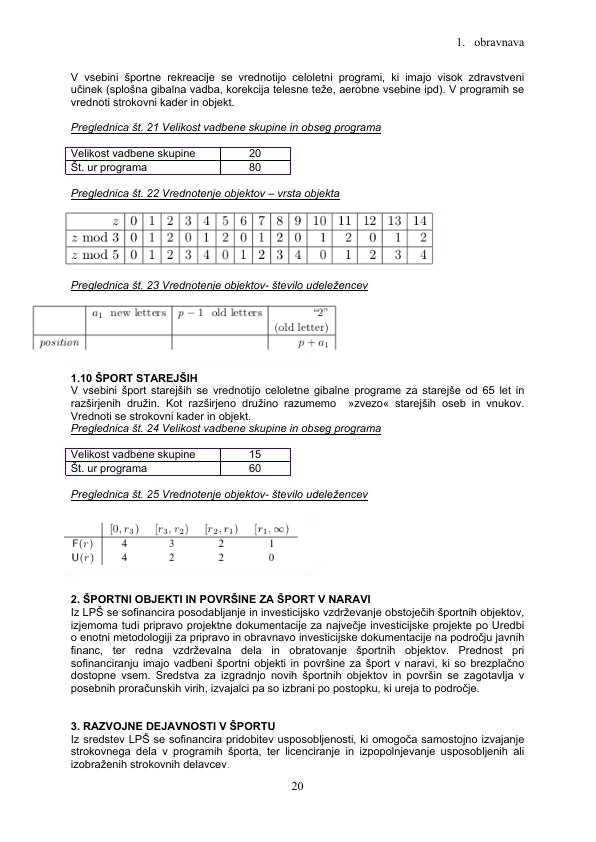 1. obravnava
V vsebini športne rekreacije se vrednotijo celoletni programi, ki imajo visok zdravstveni
učinek (splošna gibalna vadba, korekcija telesne teže, aerobne vsebine ipd). V programih se
vrednoti strokovni kader in objekt.
Preglednica št. 21 Velikost vadbene skupine in obseg programa
Velikost vadbene skupine 20
Št. ur programa 80
Preglednica št. 22 Vrednotenje objektov – vrsta objekta
z 0 1 2 3 4 5 6 7 8 9 10 11 12 13 14
z mod 3 0 1 2 0 1 2 0 1 2 0 1 2 0 1 2
z mod 5 0 1 2 3 4 0 1 2 3 4 0 1 2 3 4
Preglednica št. 23 Vrednotenje objektov- število udeležencev
a₁ new letters p − 1 old letters "2"
(old letter)
position p + a₁
1.10 ŠPORT STAREJŠIH
V vsebini šport starejših se vrednotijo celoletne gibalne programe za starejše od 65 let in
razširjenih družin. Kot razširjeno družino razumemo »zvezo« starejših oseb in vnukov.
Vrednoti se strokovni kader in objekt.
Preglednica št. 24 Velikost vadbene skupine in obseg programa
Velikost vadbene skupine 15
Št. ur programa 60
Preglednica št. 25 Vrednotenje objektov- število udeležencev
[0, r₃) [r₃, r₂) [r₂, r₁) [r₁, ∞)
F(r) 4 3 2 1
U(r) 4 2 2 0
2. ŠPORTNI OBJEKTI IN POVRŠINE ZA ŠPORT V NARAVI
Iz LPŠ se sofinancira posodabljanje in investicijsko vzdrževanje obstoječih športnih objektov,
izjemoma tudi pripravo projektne dokumentacije za največje investicijske projekte po Uredbi
o enotni metodologiji za pripravo in obravnavo investicijske dokumentacije na področju javnih
financ, ter redna vzdrževalna dela in obratovanje športnih objektov. Prednost pri
sofinanciranju imajo vadbeni športni objekti in površine za šport v naravi, ki so brezplačno
dostopne vsem. Sredstva za izgradnjo novih športnih objektov in površin se zagotavlja v
posebnih proračunskih virih, izvajalci pa so izbrani po postopku, ki ureja to področje.
3. RAZVOJNE DEJAVNOSTI V ŠPORTU
Iz sredstev LPŠ se sofinancira pridobitev usposobljenosti, ki omogoča samostojno izvajanje
strokovnega dela v programih športa, ter licenciranje in izpopolnjevanje usposobljenih ali
izobraženih strokovnih delavcev.
20